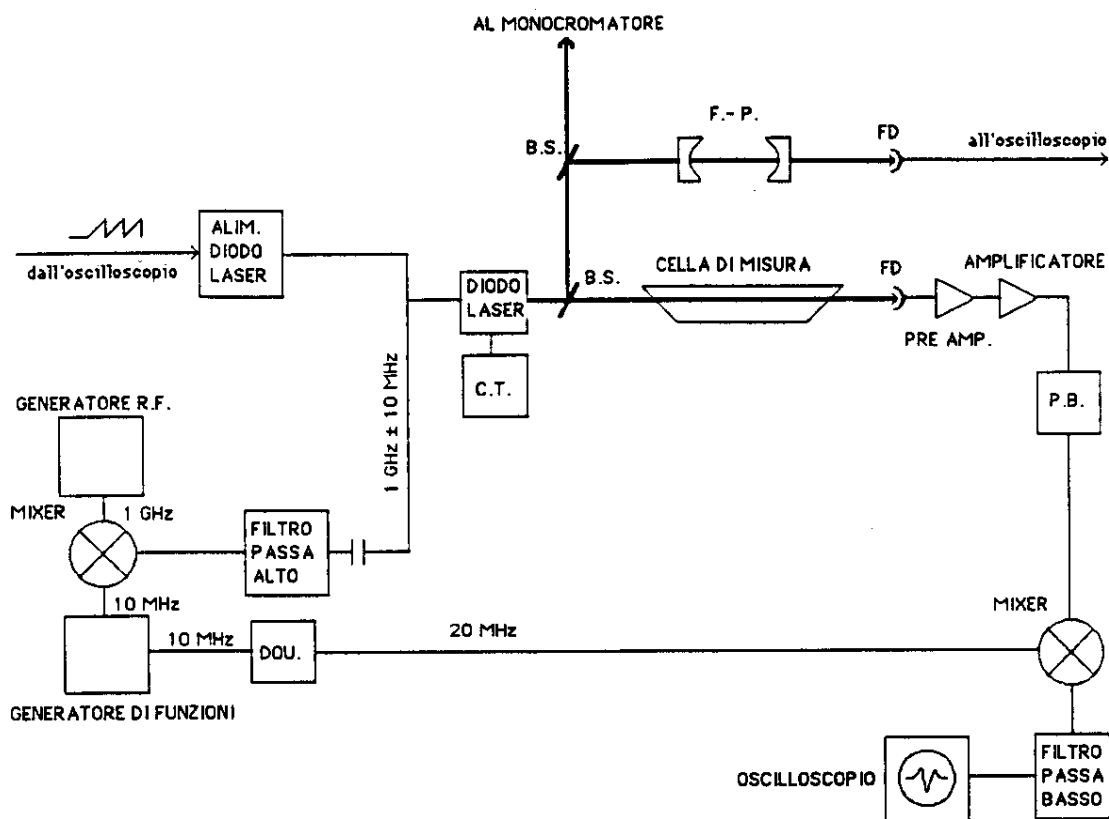 AL MONOCROMATORE
F.-P.
FD
all'oscilloscopio
B.S.
ALIM.
DIODO
LASER
dall'oscilloscopio
DIODO
LASER
B.S.
CELLA DI MISURA
FD
AMPLIFICATORE
PRE AMP.
C.T.
P.B.
1 GHz ± 10 MHz
GENERATORE R.F.
MIXER
1 GHz
FILTRO
PASSA
ALTO
10 MHz
10 MHz
DOU.
20 MHz
MIXER
GENERATORE DI FUNZIONI
OSCILLOSCOPIO
FILTRO
PASSA
BASSO